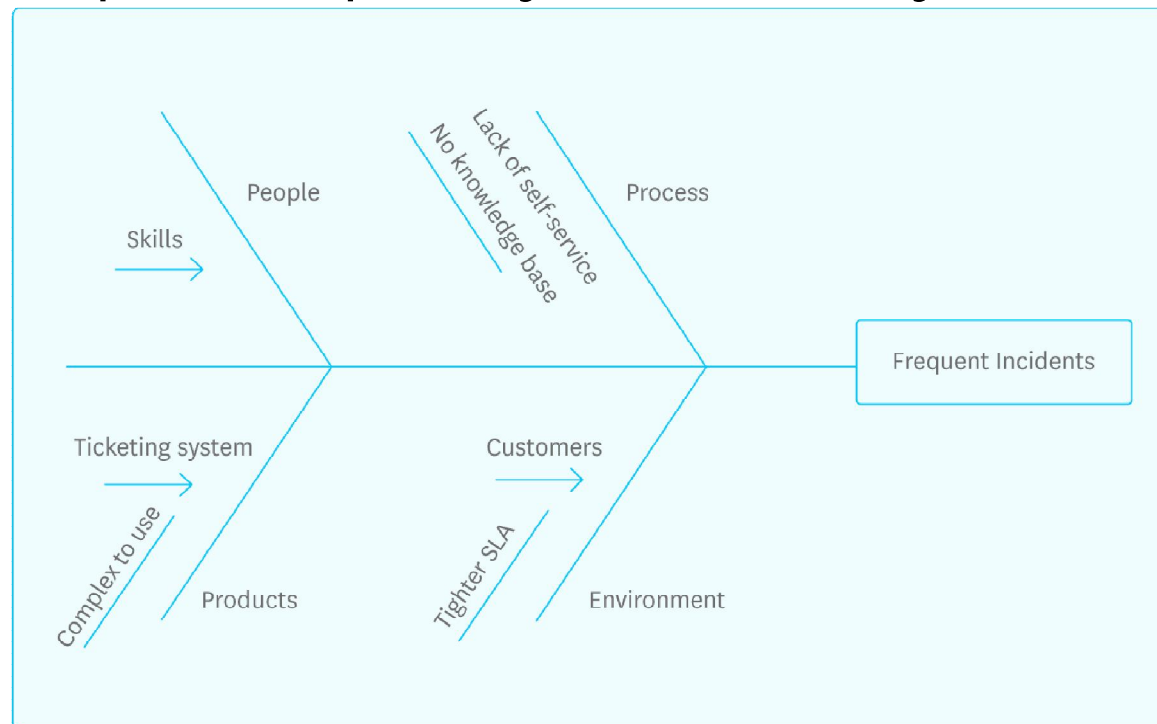 People
Lack of self-service
No knowledge base
Process
Skills
Frequent Incidents
Ticketing system
Customers
Complex to use
Tighter SLA
Products
Environment